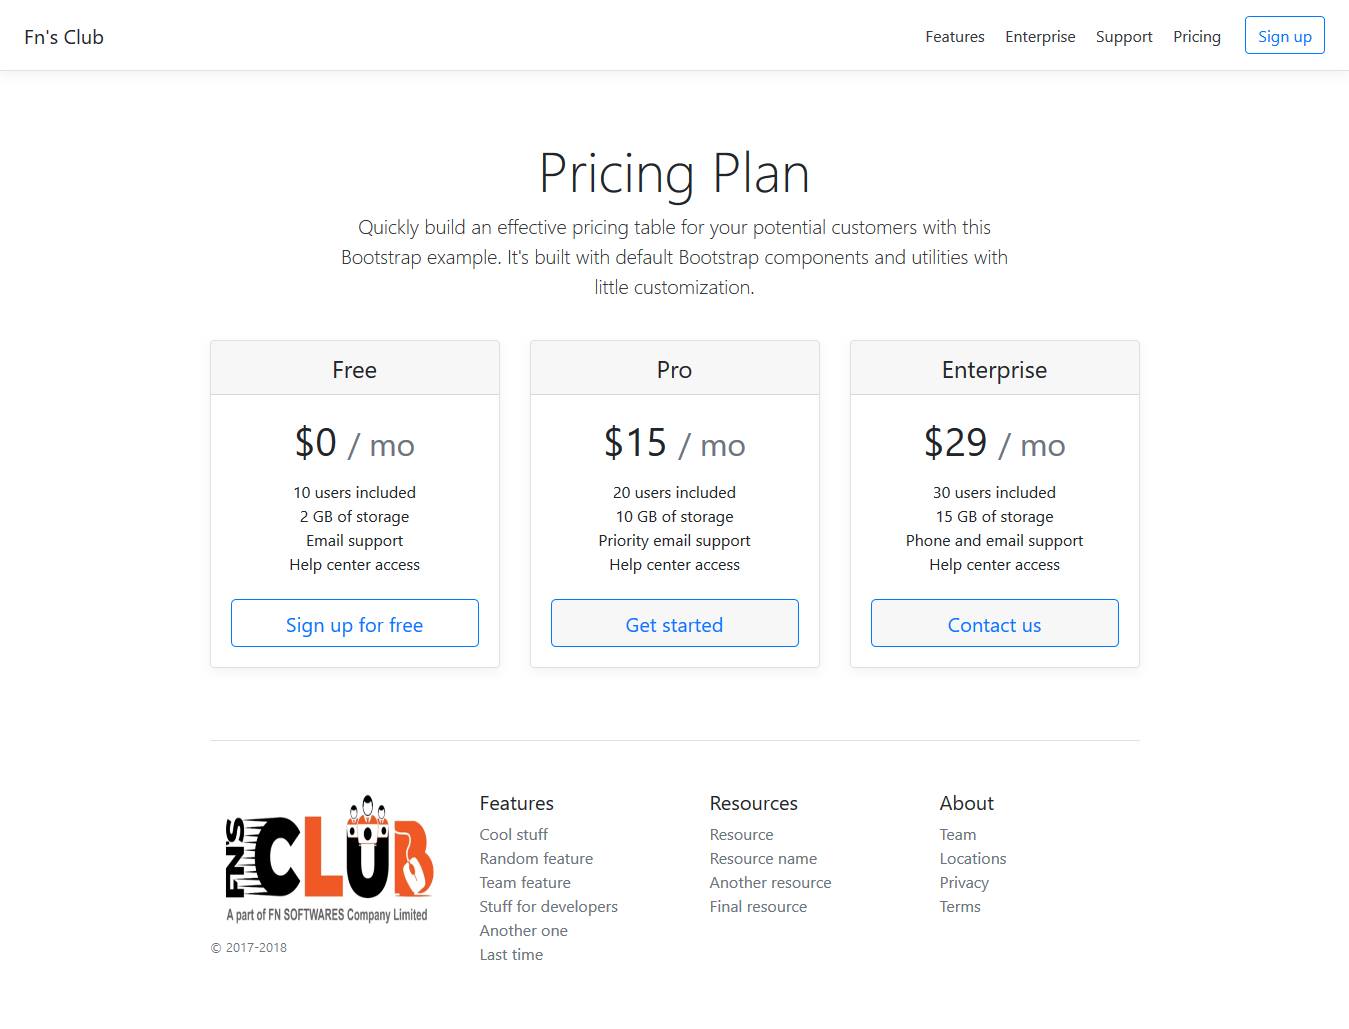 Fn's Club
Features
Enterprise
Support
Pricing
Sign up
Pricing Plan
Quickly build an effective pricing table for your potential customers with this
Bootstrap example. It's built with default Bootstrap components and utilities with
little customization.
Free
$0 / mo
10 users included
2 GB of storage
Email support
Help center access
Sign up for free
Pro
$15 / mo
20 users included
10 GB of storage
Priority email support
Help center access
Get started
Enterprise
$29 / mo
30 users included
15 GB of storage
Phone and email support
Help center access
Contact us
FN'S CLUB
A part of FN SOFTWARES Company Limited
© 2017-2018
Features
Cool stuff
Random feature
Team feature
Stuff for developers
Another one
Last time
Resources
Resource
Resource name
Another resource
Final resource
About
Team
Locations
Privacy
Terms